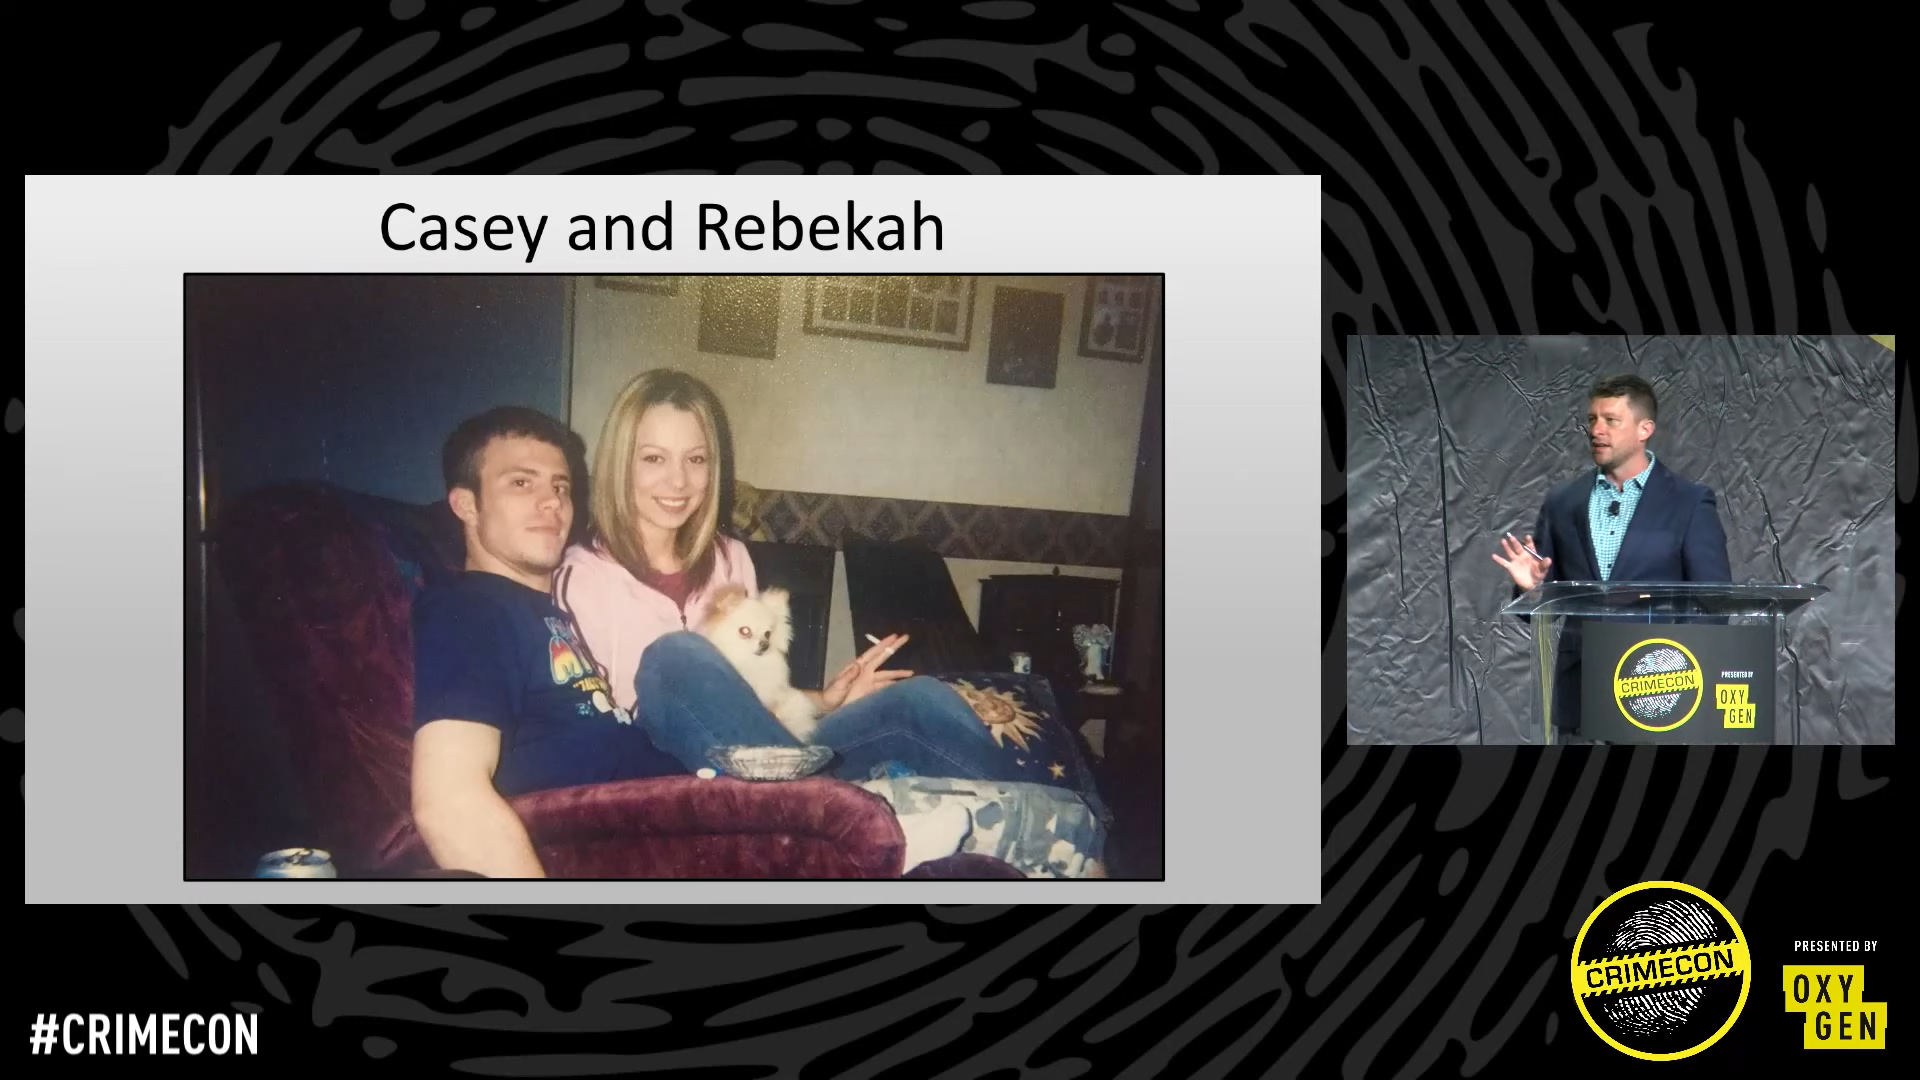 Casey and Rebekah
CRIMECON
PRESENTED BY
OXY
GEN
CRIMECON
PRESENTED BY
OXY
GEN
#CRIMECON